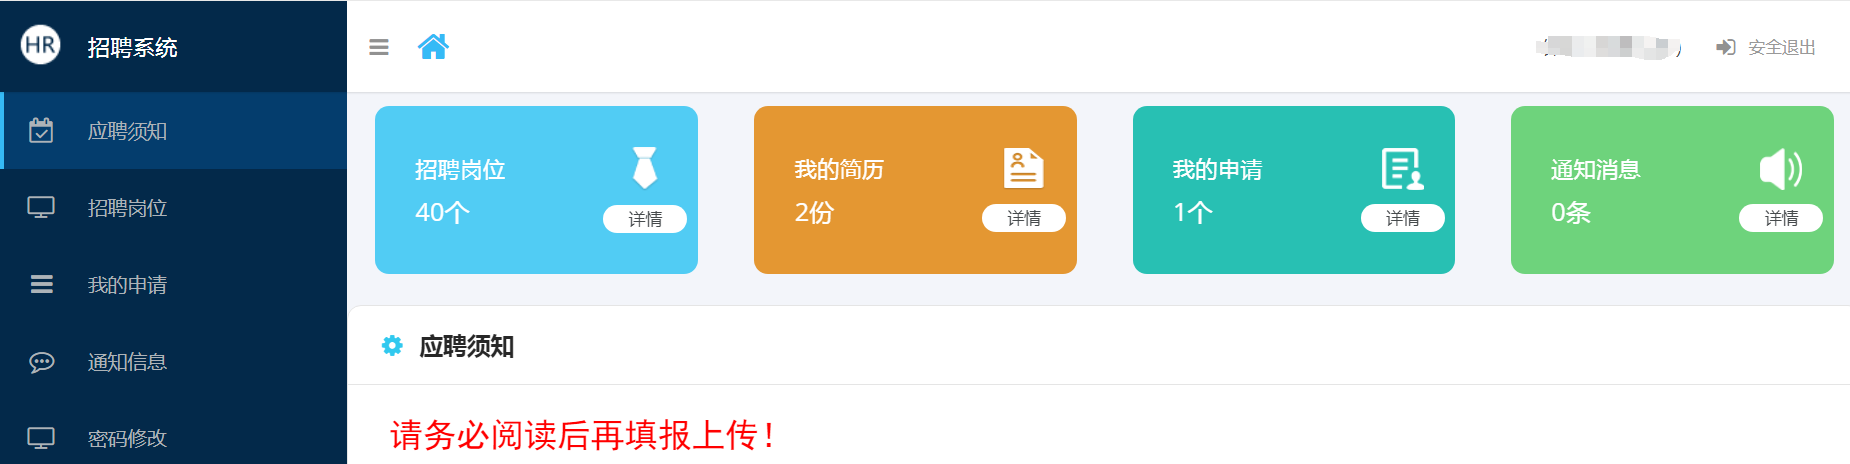 HR 招聘系统
安全退出
应聘须知
招聘岗位
我的申请
通知信息
密码修改
招聘岗位
40个
详情
我的简历
2份
详情
我的申请
1个
详情
通知消息
0条
详情
应聘须知
请务必阅读后再填报上传！